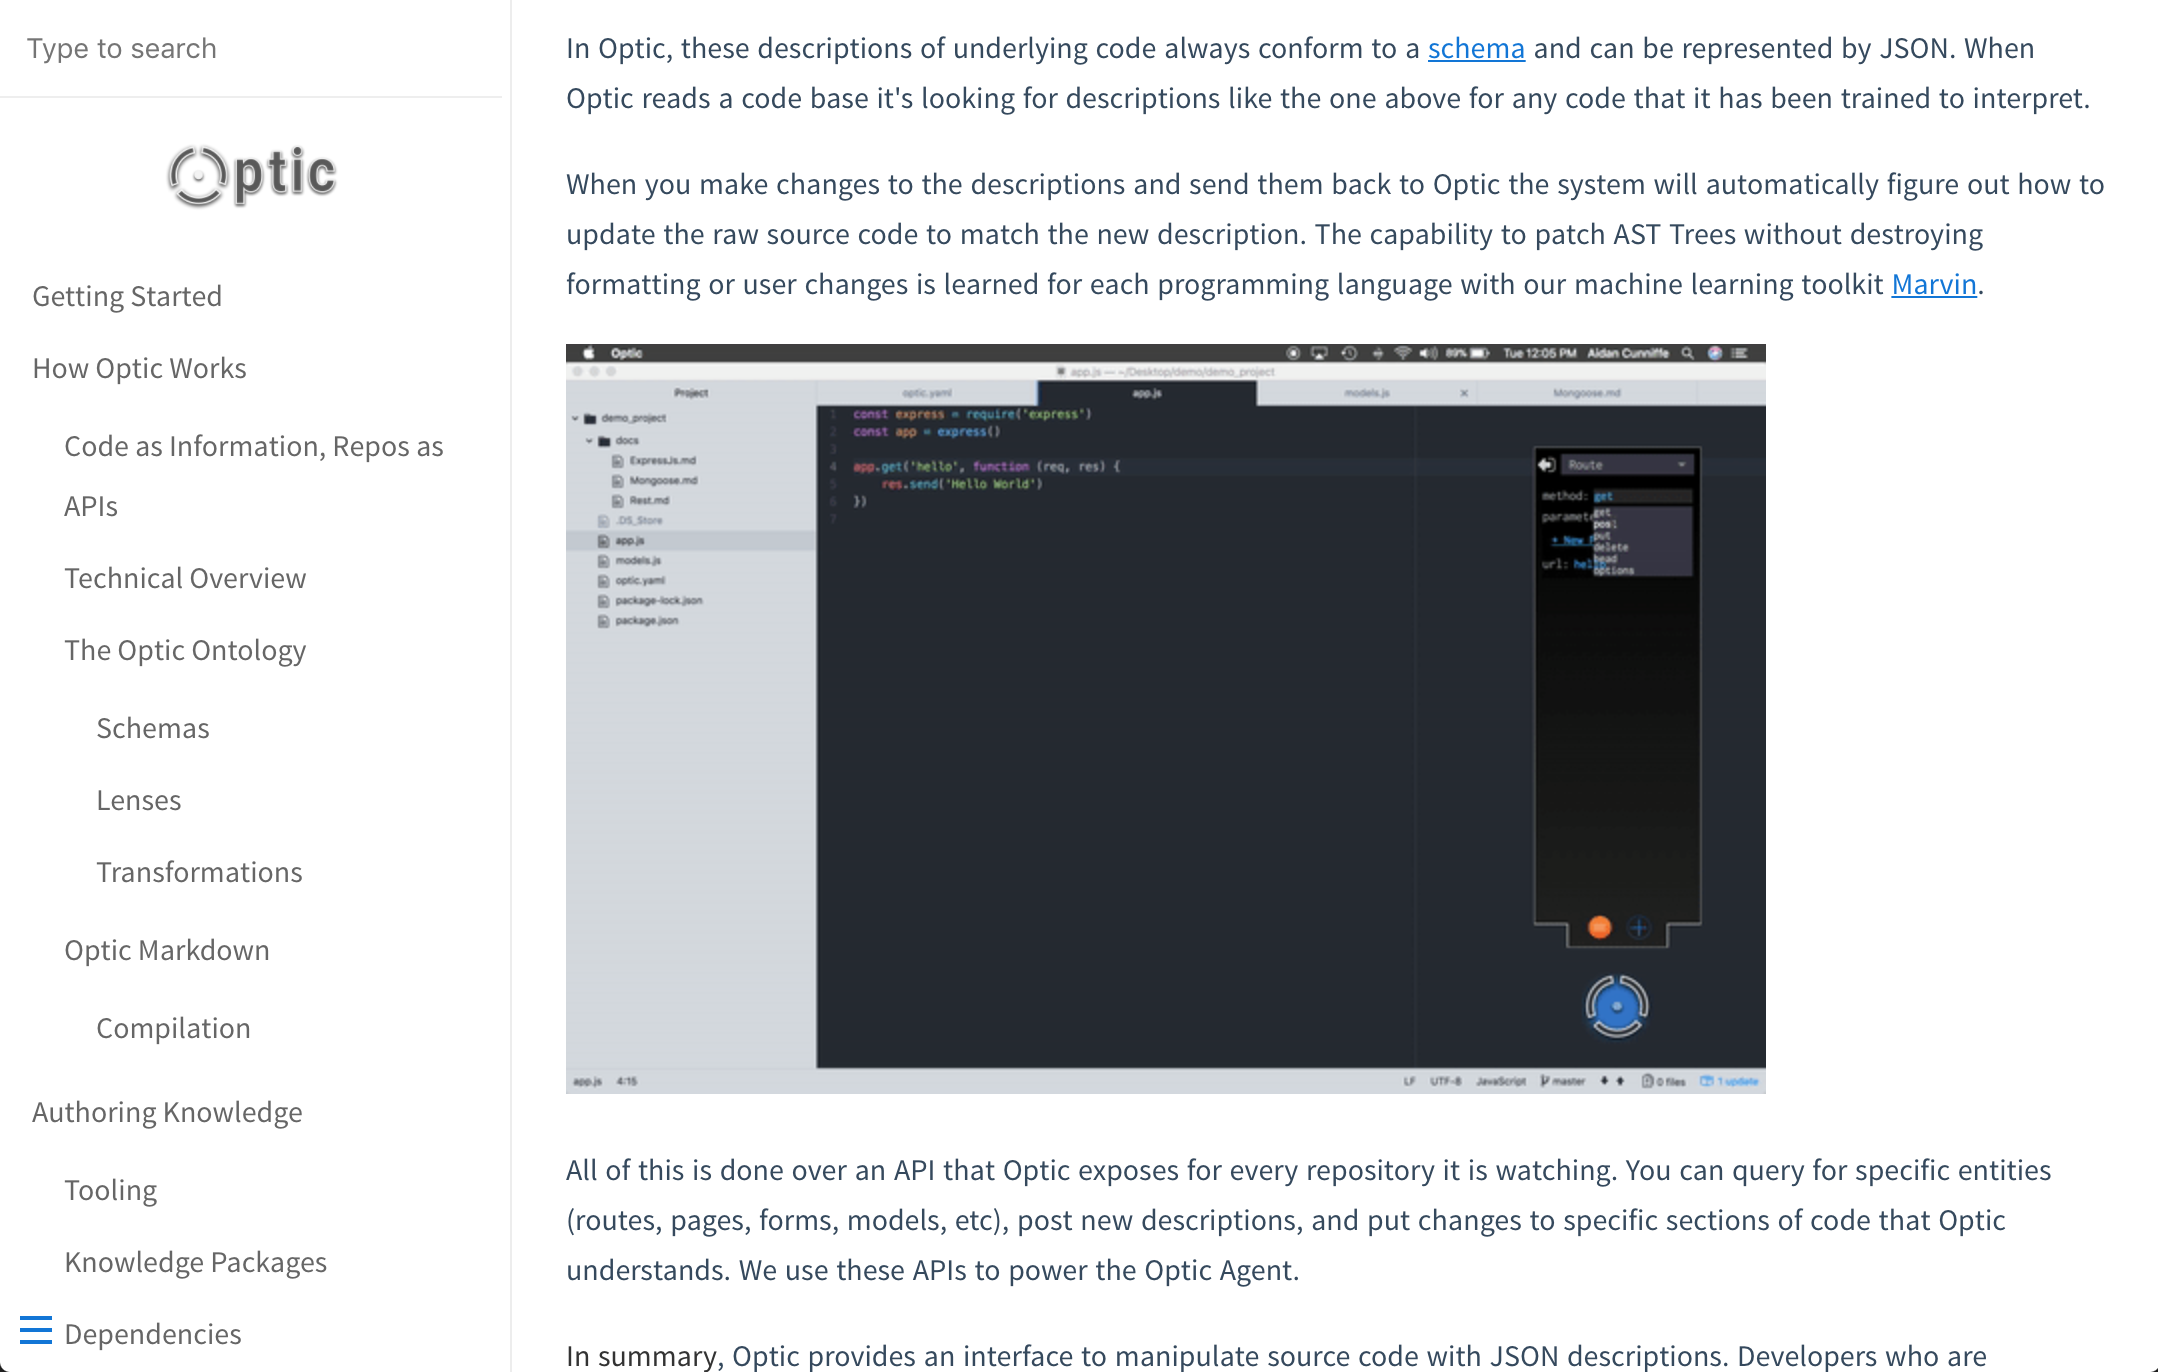 Type to search
Optic
Getting Started
How Optic Works
Code as Information, Repos as
APIs
Technical Overview
The Optic Ontology
Schemas
Lenses
Transformations
Optic Markdown
Compilation
Authoring Knowledge
Tooling
Knowledge Packages
Dependencies
In Optic, these descriptions of underlying code always conform to a schema and can be represented by JSON. When
Optic reads a code base it's looking for descriptions like the one above for any code that it has been trained to interpret.
When you make changes to the descriptions and send them back to Optic the system will automatically figure out how to
update the raw source code to match the new description. The capability to patch AST Trees without destroying
formatting or user changes is learned for each programming language with our machine learning toolkit Marvin.
Optic 89% Tue 12:05 PM Aidan Cunniffe
app.js — ~/Desktop/demo/demo_project
Project optic.yaml app.js models.js Mongoose.md
demo_project
docs
ExpressJs.md
Mongoose.md
Rest.md
.DS_Store
app.js
models.js
optic.yaml
package-lock.json
package.json
1 const express = require('express')
2 const app = express()
3
4 app.get('hello', function (req, res) {
5 res.send('Hello World')
6 })
7
Route
method: get
get
post
put
delete
head
options
+ New
url:
app.js 4:15 LF UTF-8 JavaScript master 0 files 1 update
All of this is done over an API that Optic exposes for every repository it is watching. You can query for specific entities
(routes, pages, forms, models, etc), post new descriptions, and put changes to specific sections of code that Optic
understands. We use these APIs to power the Optic Agent.
In summary, Optic provides an interface to manipulate source code with JSON descriptions. Developers who are